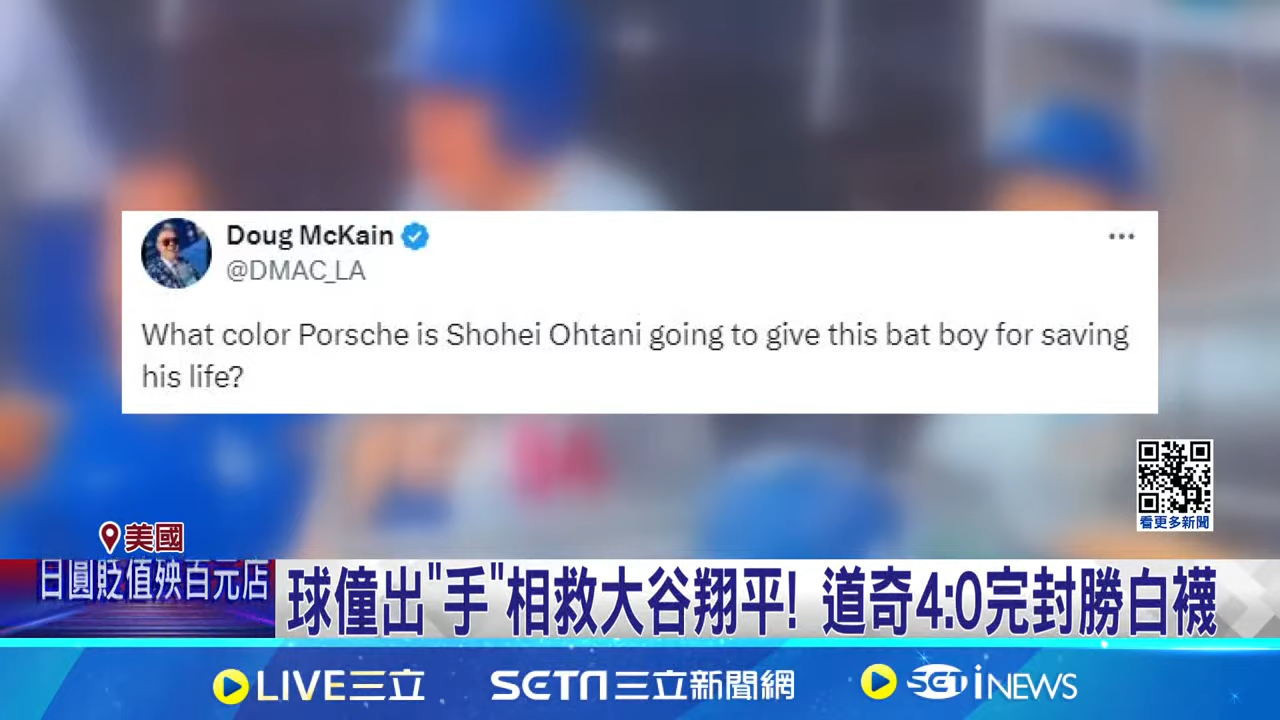 Doug McKain
@DMAC_LA
What color Porsche is Shohei Ohtani going to give this bat boy for saving
his life?
看更多新聞
美國
日圓貶值殃百元店
球僮出"手"相救大谷翔平! 道奇4:0完封勝白襪
LIVE三立
SETN三立新聞網
SETiNEWS